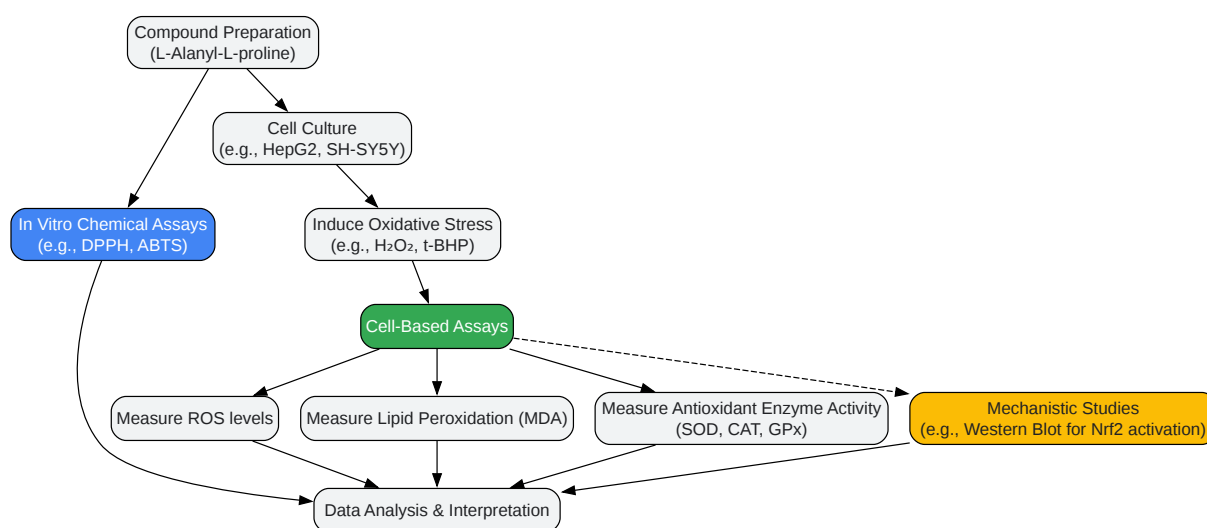 Compound Preparation
(L-Alanyl-L-proline)
Cell Culture
(e.g., HepG2, SH-SY5Y)
In Vitro Chemical Assays
(e.g., DPPH, ABTS)
Induce Oxidative Stress
(e.g., H₂O₂, t-BHP)
Cell-Based Assays
Measure ROS levels
Measure Lipid Peroxidation (MDA)
Measure Antioxidant Enzyme Activity
(SOD, CAT, GPx)
Mechanistic Studies
(e.g., Western Blot for Nrf2 activation)
Data Analysis & Interpretation